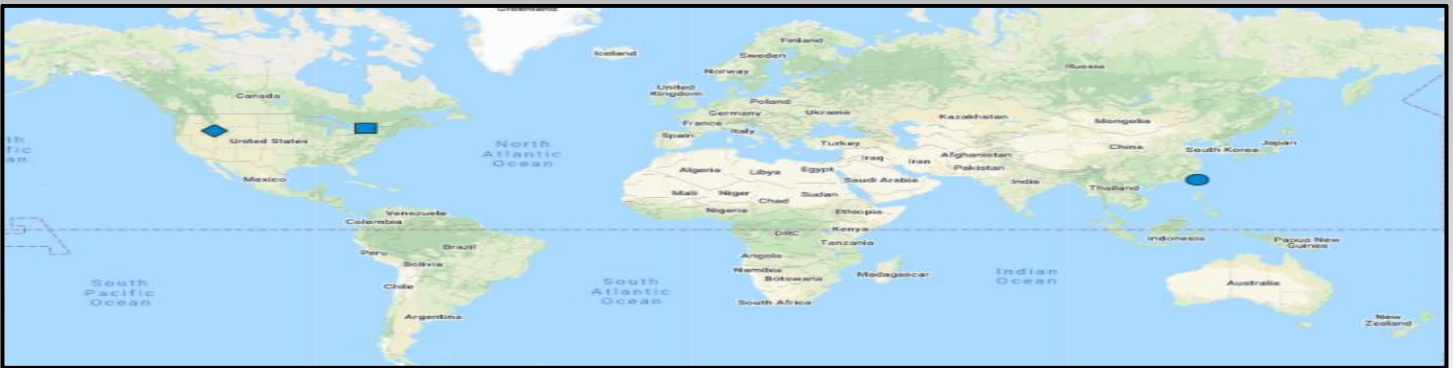 Greenland
Iceland
Finland
Sweden
Norway
Russia
Canada
United
Kingdom
Poland
Germany
Ukraine
France
Italy
Kazakhstan
Mongolia
Spain
Turkey
United States
North
Atlantic
Ocean
th
fic
an
China
South Korea
Japan
Iraq
Iran
Afghanistan
Pakistan
Algeria
Libya
Egypt
Saudi Arabia
India
Thailand
Mexico
Mali
Niger
Chad
Sudan
Nigeria
Ethiopia
Venezuela
Colombia
DRC
Kenya
Tanzania
Indonesia
Papua New
Guinea
Brazil
Peru
Bolivia
Angola
Namibia
Botswana
Madagascar
Indian
Ocean
South
Pacific
Ocean
South
Atlantic
Ocean
Chile
Australia
South Africa
Argentina
New
Zealand